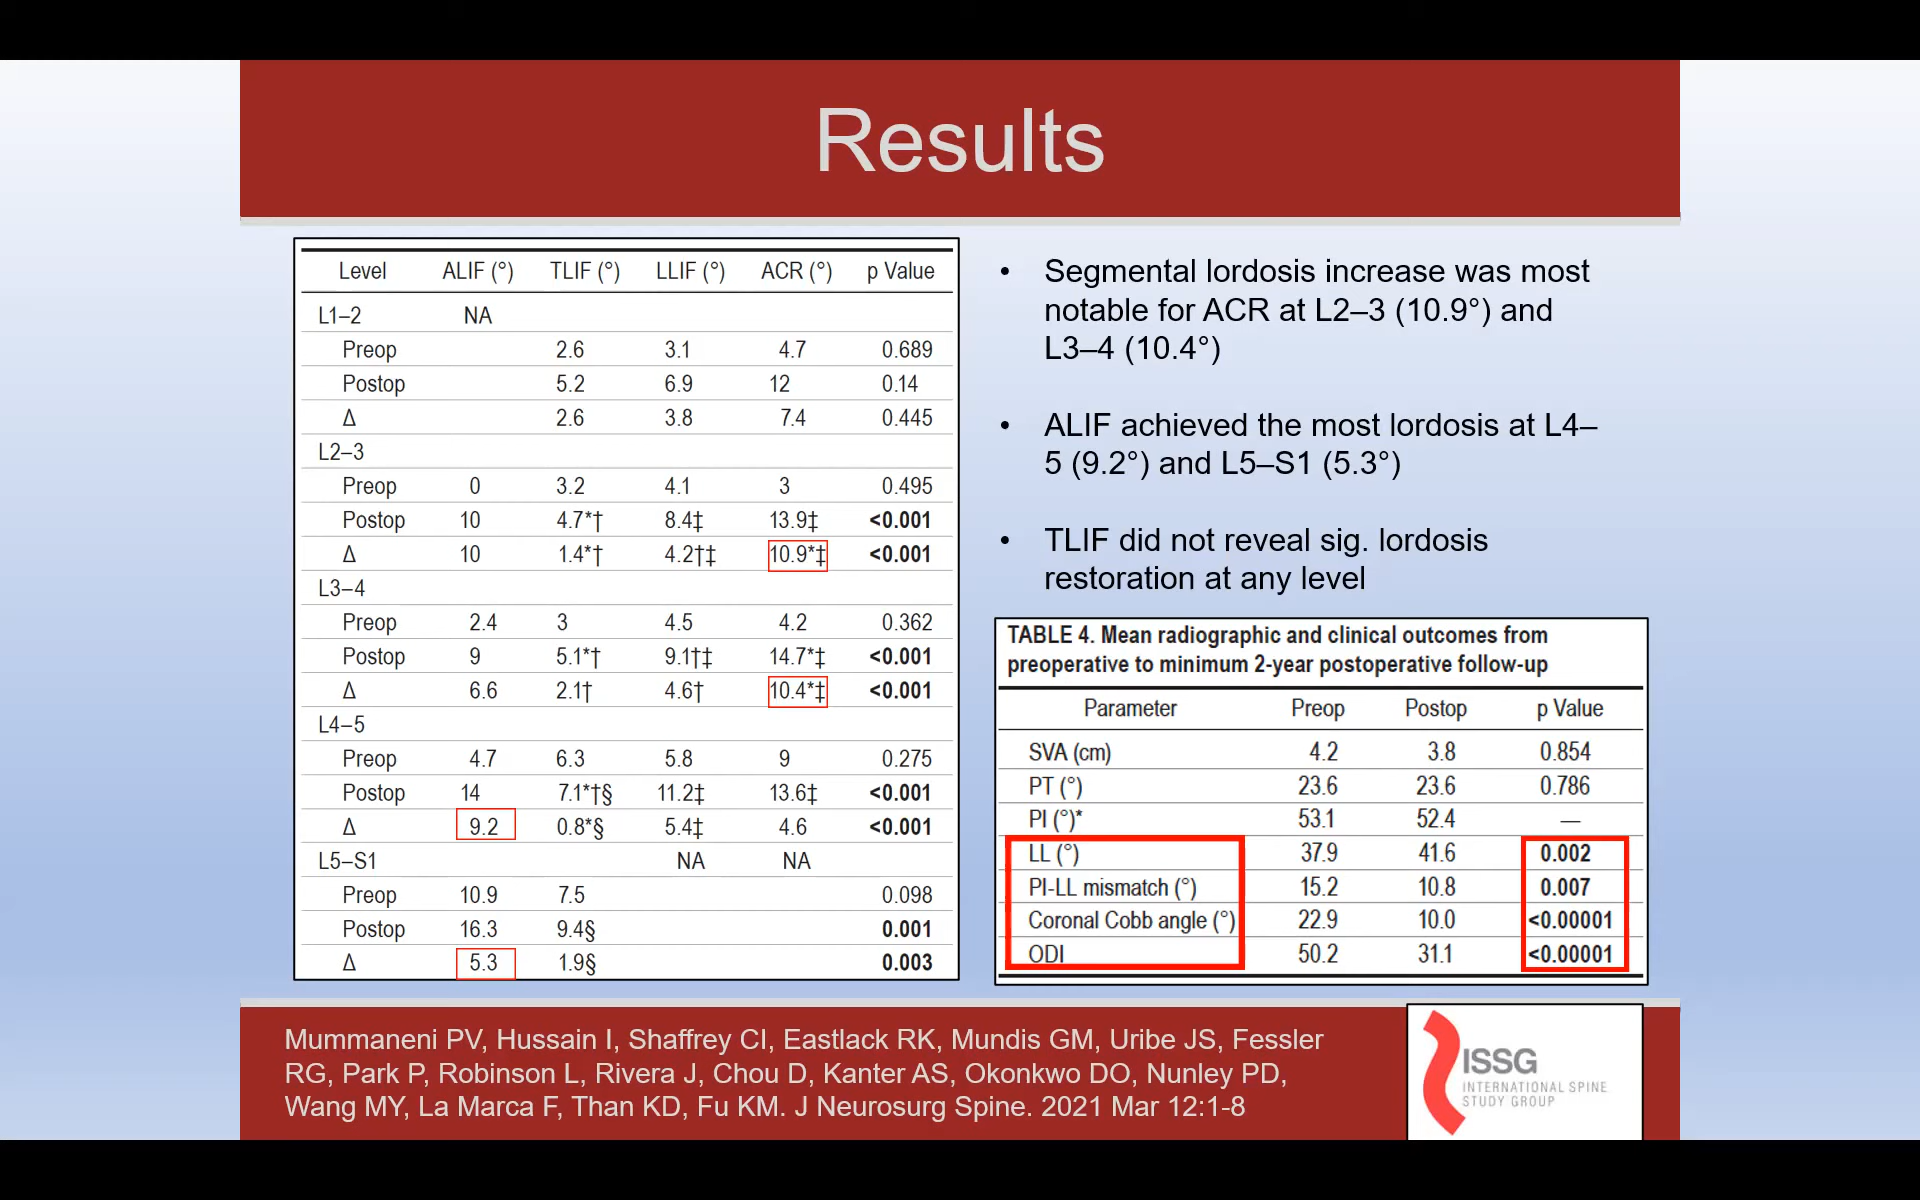 Results
Level ALIF (°) TLIF (°) LLIF (°) ACR (°) p Value
L1–2 NA
Preop 2.6 3.1 4.7 0.689
Postop 5.2 6.9 12 0.14
Δ 2.6 3.8 7.4 0.445
L2–3
Preop 0 3.2 4.1 3 0.495
Postop 10 4.7*† 8.4‡ 13.9‡ <0.001
Δ 10 1.4*† 4.2†‡ 10.9*‡ <0.001
L3–4
Preop 2.4 3 4.5 4.2 0.362
Postop 9 5.1*† 9.1†‡ 14.7*‡ <0.001
Δ 6.6 2.1† 4.6† 10.4*‡ <0.001
L4–5
Preop 4.7 6.3 5.8 9 0.275
Postop 14 7.1*†§ 11.2‡ 13.6‡ <0.001
Δ 9.2 0.8*§ 5.4‡ 4.6 <0.001
L5–S1 NA NA
Preop 10.9 7.5 0.098
Postop 16.3 9.4§ 0.001
Δ 5.3 1.9§ 0.003
• Segmental lordosis increase was most
notable for ACR at L2–3 (10.9°) and
L3–4 (10.4°)
• ALIF achieved the most lordosis at L4–
5 (9.2°) and L5–S1 (5.3°)
• TLIF did not reveal sig. lordosis
restoration at any level
TABLE 4. Mean radiographic and clinical outcomes from
preoperative to minimum 2-year postoperative follow-up
Parameter Preop Postop p Value
SVA (cm) 4.2 3.8 0.854
PT (°) 23.6 23.6 0.786
PI (°)* 53.1 52.4 —
LL (°) 37.9 41.6 0.002
PI-LL mismatch (°) 15.2 10.8 0.007
Coronal Cobb angle (°) 22.9 10.0 <0.00001
ODI 50.2 31.1 <0.00001
Mummaneni PV, Hussain I, Shaffrey CI, Eastlack RK, Mundis GM, Uribe JS, Fessler
RG, Park P, Robinson L, Rivera J, Chou D, Kanter AS, Okonkwo DO, Nunley PD,
Wang MY, La Marca F, Than KD, Fu KM. J Neurosurg Spine. 2021 Mar 12:1-8
ISSG
INTERNATIONAL SPINE
STUDY GROUP